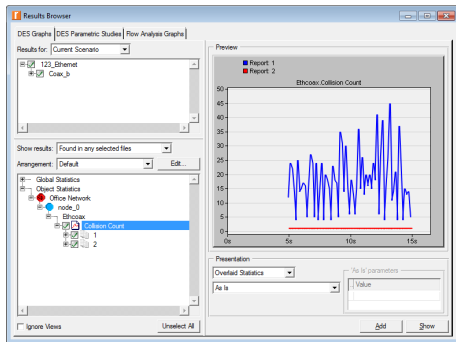 Results Browser
DES Graphs DES Parametric Studies Flow Analysis Graphs
Results for: Current Scenario
123_Ethernet
Coax_b
Show results: Found in any selected files
Arrangement: Default Edit...
Global Statistics
Object Statistics
Office Network
node_0
Ethcoax
Collision Count
1
2
Ignore Views Unselect All
Preview
Report: 1
Report: 2
Ethcoax.Collision Count
50
45
40
35
30
25
20
15
10
5
0
0s 5s 10s 15s
Presentation
Overlaid Statistics
As Is
'As Is' parameters
Value
Add Show